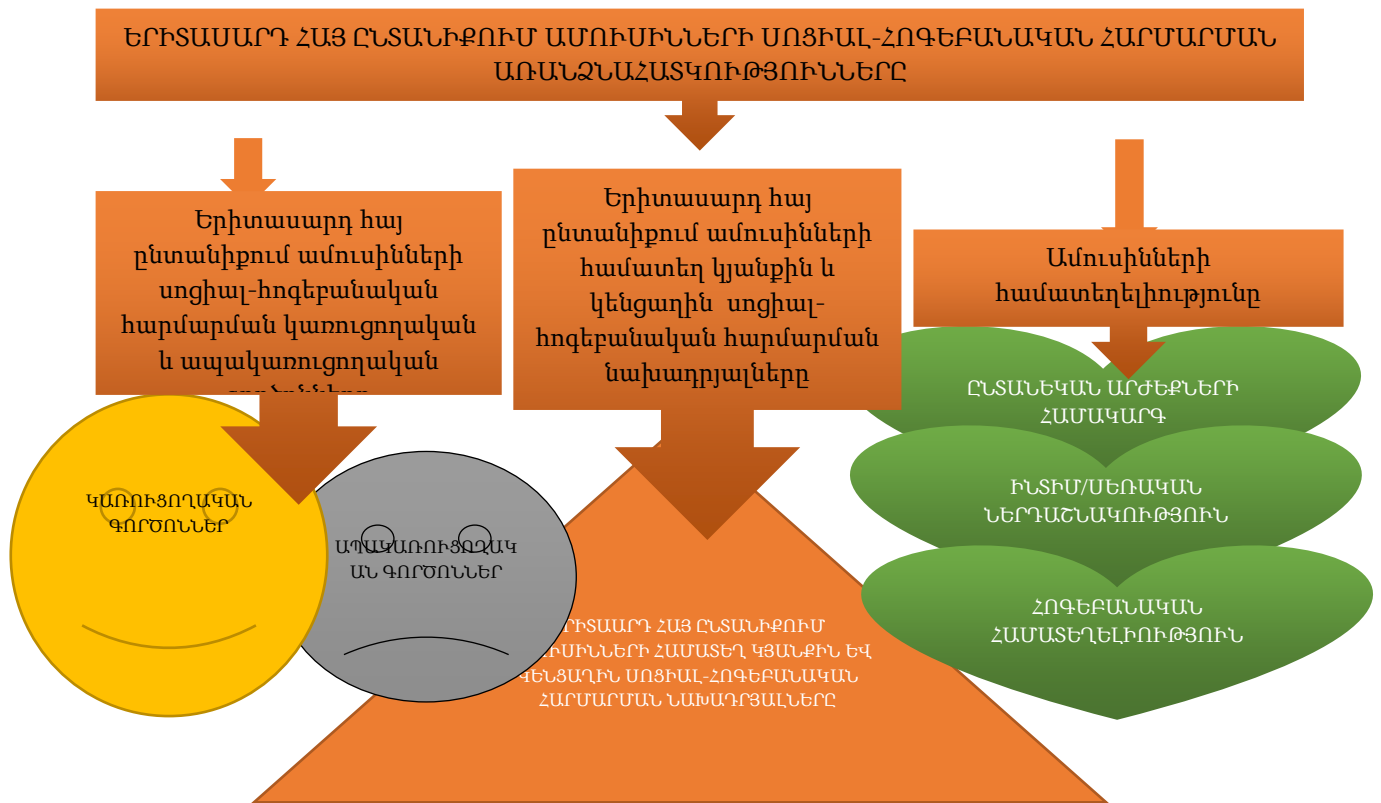 ԵՐԻՏԱՍԱՐԴ ՀԱՅ ԸՆՏԱՆԻՔՈՒՄ ԱՄՈՒՍԻՆՆԵՐԻ ՍՈՑԻԱԼ-ՀՈԳԵԲԱՆԱԿԱՆ ՀԱՐՄԱՐՄԱՆ
ԱՌԱՆՁՆԱՀԱՏԿՈՒԹՅՈՒՆՆԵՐԸ
Երիտասարդ հայ
ընտանիքում ամուսինների
սոցիալ-հոգեբանական
հարմարման կառուցողական
և ապակառուցողական
Երիտասարդ հայ
ընտանիքում ամուսինների
համատեղ կյանքին և
կենցաղին սոցիալ-
հոգեբանական հարմարման
նախադրյալները
Ամուսինների
համատեղելիությունը
ԿԱՌՈՒՑՈՂԱԿԱՆ
ԳՈՐԾՈՆՆԵՐ
ԱՊԱԿԱՌՈՒՑՈՂԱԿ
ԱՆ ԳՈՐԾՈՆՆԵՐ
ՀԱՅ ԸՆՏԱՆԻՔՈՒՄ
ՀԱՄԱՏԵՂ ԿՅԱՆՔԻՆ ԵՎ
ԿԵՆՑԱՂԻՆ ՍՈՑԻԱԼ-ՀՈԳԵԲԱՆԱԿԱՆ
ՀԱՐՄԱՐՄԱՆ ՆԱԽԱԴՐՅԱԼՆԵՐԸ
ԸՆՏԱՆԵԿԱՆ ԱՐԺԵՔՆԵՐԻ
ՀԱՄԱԿԱՐԳ
ԻՆՏԻՄ/ՍԵՌԱԿԱՆ
ՆԵՐԴԱՇՆԱԿՈՒԹՅՈՒՆ
ՀՈԳԵԲԱՆԱԿԱՆ
ՀԱՄԱՏԵՂԵԼԻՈՒԹՅՈՒՆ